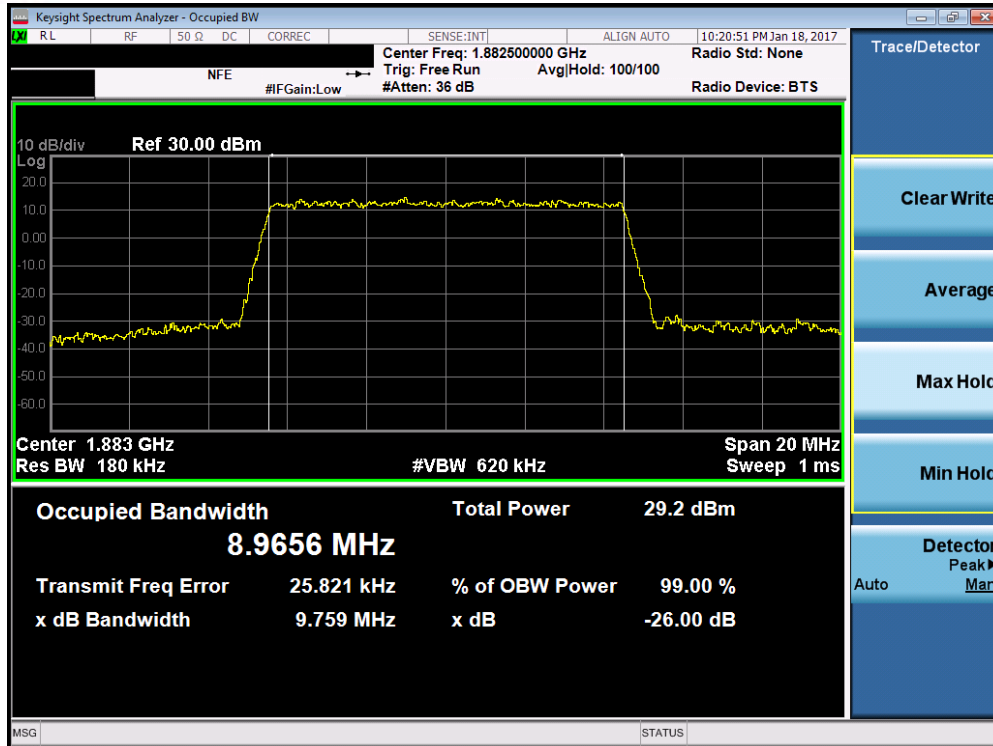 Keysight Spectrum Analyzer - Occupied BW
LXI RL RF 50 Ω DC CORREC SENSE:INT ALIGN AUTO 10:20:51 PM Jan 18, 2017
Center Freq: 1.882500000 GHz Radio Std: None
NFE Trig: Free Run Avg|Hold: 100/100
#IFGain:Low #Atten: 36 dB Radio Device: BTS
10 dB/div Ref 30.00 dBm
Log
20.0
10.0
0.00
-10.0
-20.0
-30.0
-40.0
-50.0
-60.0
Center 1.883 GHz Span 20 MHz
Res BW 180 kHz #VBW 620 kHz Sweep 1 ms
Occupied Bandwidth Total Power 29.2 dBm
8.9656 MHz
Transmit Freq Error 25.821 kHz % of OBW Power 99.00 %
x dB Bandwidth 9.759 MHz x dB -26.00 dB
MSG STATUS
Trace/Detector
Clear Write
Average
Max Hold
Min Hold
Detector
Peak
Auto Man